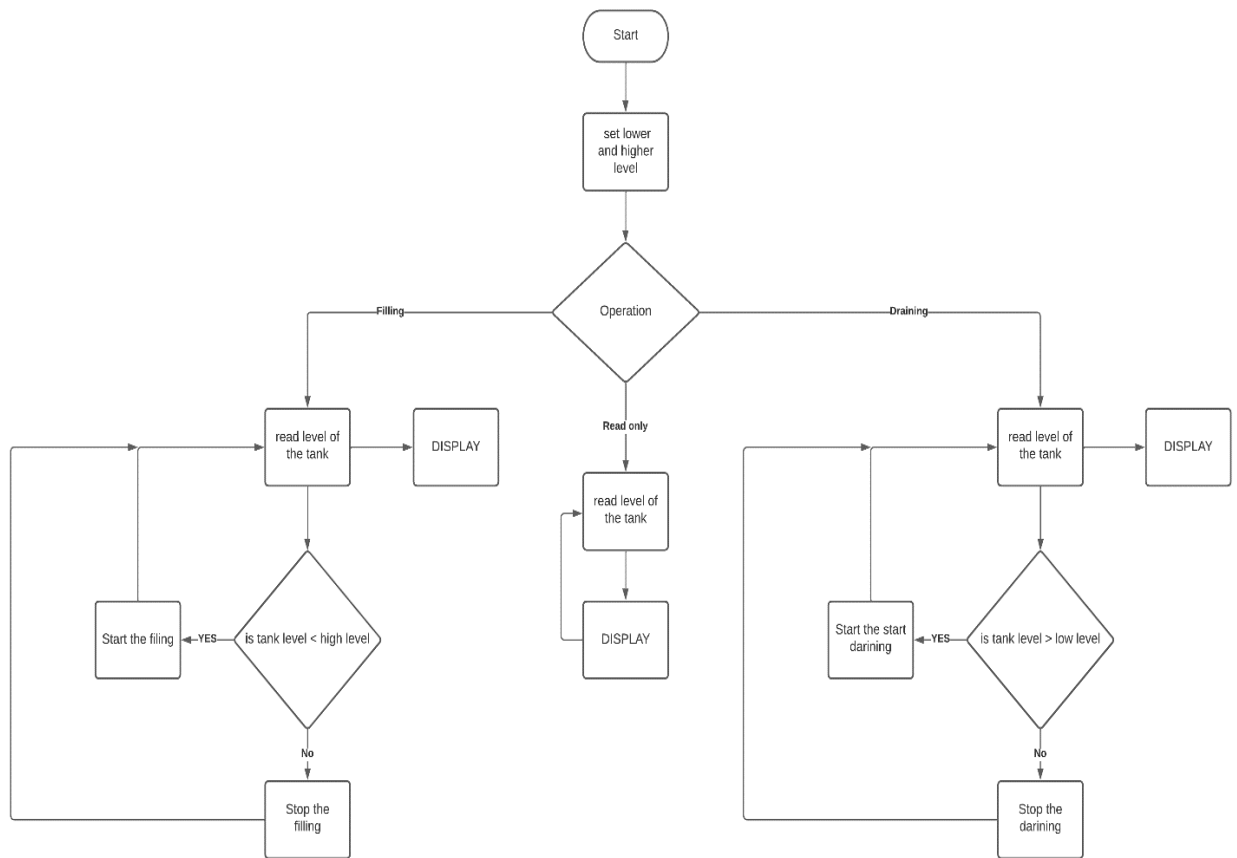 Start
set lower
and higher
level
Operation
Filling
Draining
Read only
read level of
the tank
DISPLAY
read level of
the tank
DISPLAY
read level of
the tank
DISPLAY
Start the filing
YES
is tank level < high level
No
Stop the
filling
Start the start
darining
YES
is tank level > low level
No
Stop the
darining